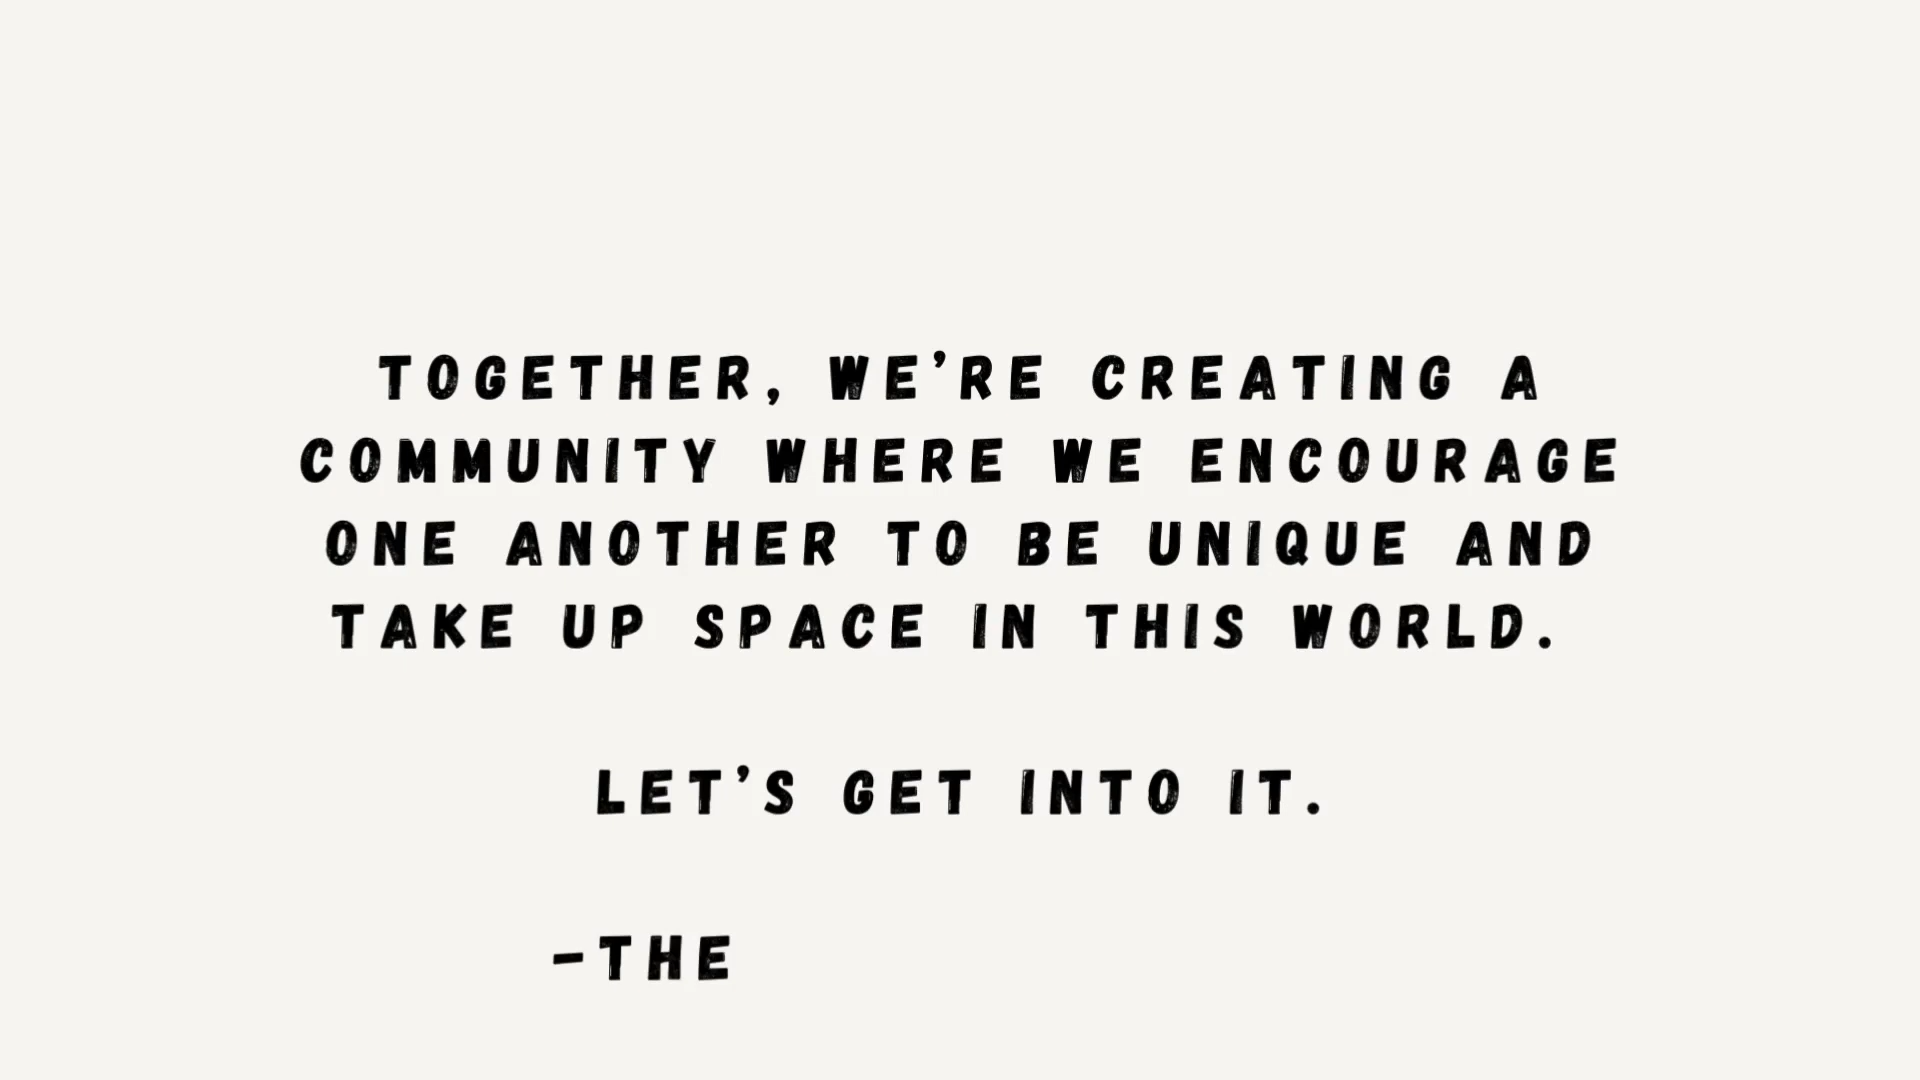 TOGETHER, WE’RE CREATING A
COMMUNITY WHERE WE ENCOURAGE
ONE ANOTHER TO BE UNIQUE AND
TAKE UP SPACE IN THIS WORLD.
LET’S GET INTO IT.
–THE